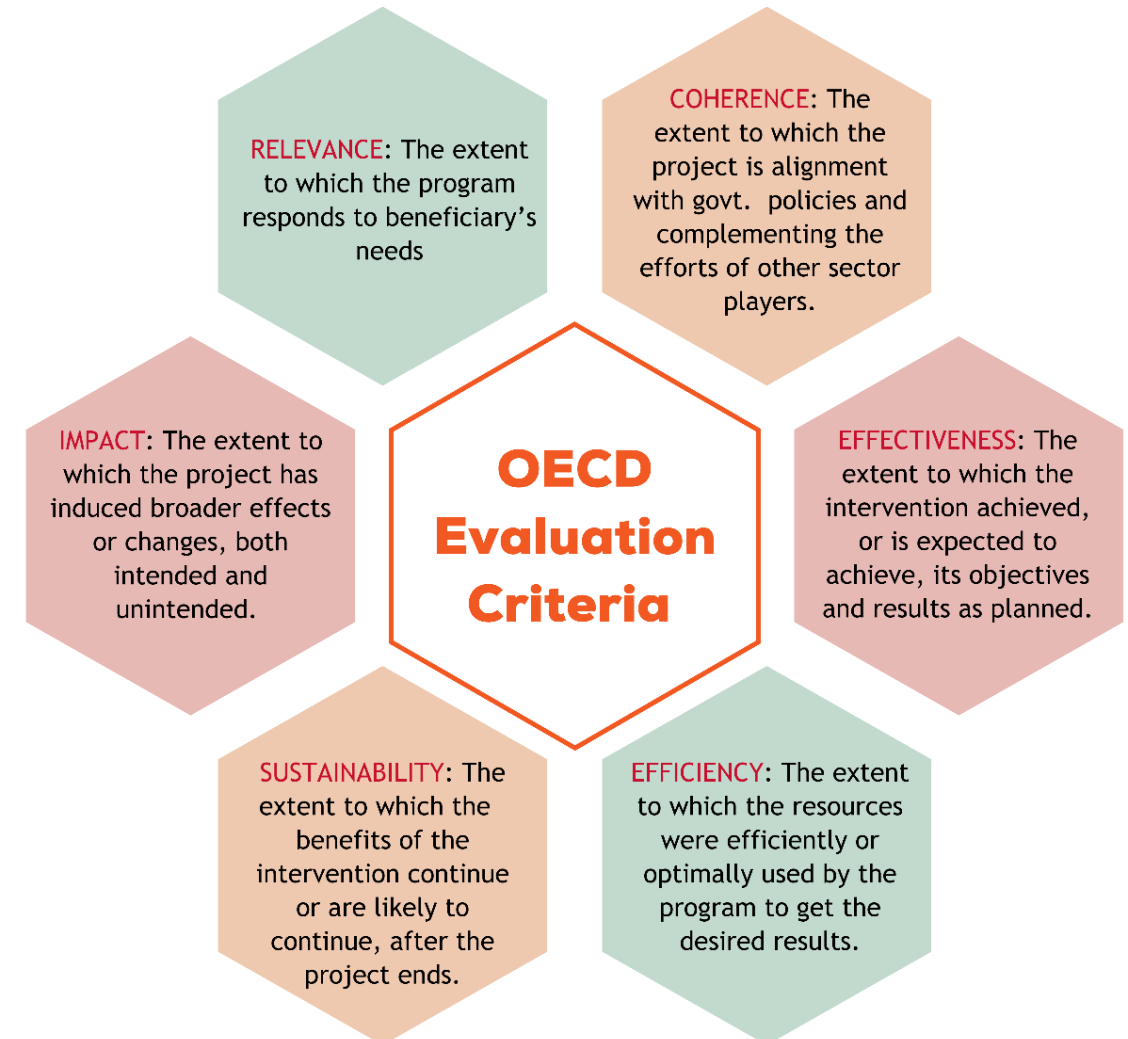 RELEVANCE: The extent
to which the program
responds to beneficiary’s
needs
COHERENCE: The
extent to which the
project is alignment
with govt.  policies and
complementing the
efforts of other sector
players.
IMPACT: The extent to
which the project has
induced broader effects
or changes, both
intended and
unintended.
OECD
Evaluation
Criteria
EFFECTIVENESS: The
extent to which the
intervention achieved,
or is expected to
achieve, its objectives
and results as planned.
SUSTAINABILITY: The
extent to which the
benefits of the
intervention continue
or are likely to
continue, after the
project ends.
EFFICIENCY: The extent
to which the resources
were efficiently or
optimally used by the
program to get the
desired results.